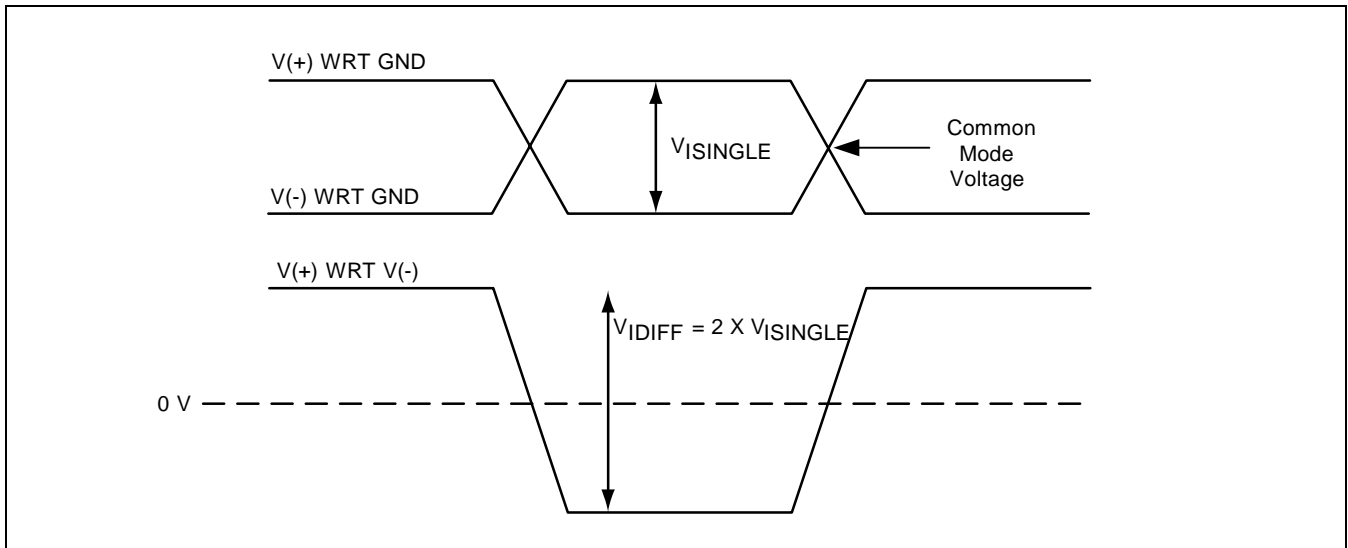 V(+) WRT GND
VISINGLE
Common
Mode
Voltage
V(-) WRT GND
V(+) WRT V(-)
VIDIFF = 2 X VISINGLE
0 V